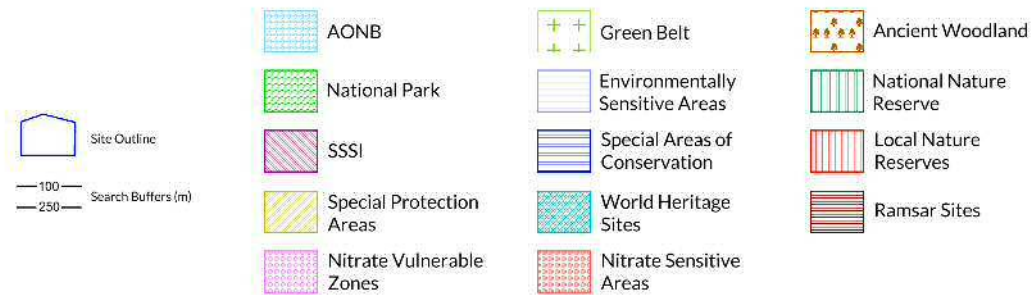 Site Outline
100
250
Search Buffers (m)
AONB
National Park
SSSI
Special Protection
Areas
Nitrate Vulnerable
Zones
Green Belt
Environmentally
Sensitive Areas
Special Areas of
Conservation
World Heritage
Sites
Nitrate Sensitive
Areas
Ancient Woodland
National Nature
Reserve
Local Nature
Reserves
Ramsar Sites